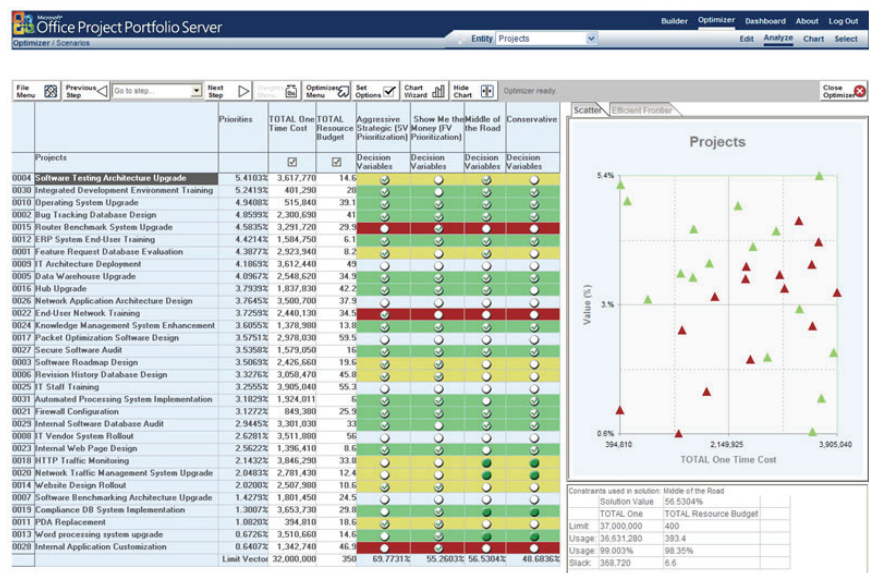 Microsoft
Office Project Portfolio Server
Builder Optimizer Dashboard About Log Out
Optimizer / Scenarios
Entity Projects
Edit Analyze Chart Select
File Menu Previous Step Go to step... Next Step Weights Menu Optimizer Menu Set Options Chart Wizard Hide Chart Optimizer ready. Close Optimizer
Priorities TOTAL One Time Cost TOTAL Resource Budget Aggressive Strategic (SV Prioritization) Show Me the Money (FV Prioritization) Middle of the Road Conservative
Projects Decision Variables Decision Variables Decision Variables Decision Variables
0004 Software Testing Architecture Upgrade 5.4103% 3,617,770 14.6
0030 Integrated Development Environment Training 5.2419% 401,290 28
0010 Operating System Upgrade 4.9408% 515,840 39.1
0002 Bug Tracking Database Design 4.8599% 2,300,690 41
0015 Router Benchmark System Upgrade 4.5835% 3,291,720 29.9
0012 ERP System End-User Training 4.4214% 1,584,750 6.1
0001 Feature Request Database Evaluation 4.3877% 2,923,940 8.2
0009 IT Architecture Deployment 4.1869% 3,612,440 49
0005 Data Warehouse Upgrade 4.0967% 2,548,620 34.9
0016 Hub Upgrade 3.7939% 1,837,830 42.2
0026 Network Application Architecture Design 3.7645% 3,500,700 37.9
0022 End-User Network Training 3.7259% 2,440,130 34.5
0024 Knowledge Management System Enhancement 3.6055% 1,378,980 13.8
0017 Packet Optimization Software Design 3.5751% 2,978,030 59.5
0027 Secure Software Audit 3.5358% 1,579,050 16
0003 Software Roadmap Design 3.5069% 2,426,660 19.6
0006 Revision History Database Design 3.3276% 3,058,470 45.8
0025 IT Staff Training 3.2555% 3,905,040 55.3
0031 Automated Processing System Implementation 3.1829% 1,924,011 6
0021 Firewall Configuration 3.1272% 849,380 25.9
0029 Internal Software Database Audit 2.9445% 3,301,030 33
0008 IT Vendor System Rollout 2.6281% 3,511,880 56
0023 Internal Web Page Design 2.5622% 1,396,410 8.6
0018 HTTP Traffic Monitoring 2.1432% 3,846,290 33.8
0020 Network Traffic Management System Upgrade 2.0483% 2,781,430 12.4
0014 Website Design Rollout 2.0200% 2,507,980 10.6
0007 Software Benchmarking Architecture Upgrade 1.4279% 1,801,450 24.5
0019 Compliance DB System Implementation 1.3007% 3,653,730 29.8
0011 PDA Replacement 1.0820% 394,810 18.6
0013 Word processing system upgrade 0.6726% 3,510,660 14.6
0028 Internal Application Customization 0.6407% 1,342,740 46.9
Limit Vector 32,000,000 350 69.7731% 55.2603% 56.5304% 48.6836%
Scatter Efficient Frontier
Projects
5.4%
3.%
0.6%
Value (%)
394,810 2,149,925 3,905,040
TOTAL One Time Cost
Constraints used in solution: Middle of the Road
Solution Value 56.5304%
TOTAL One TOTAL Resource Budget
Limit: 37,000,000 400
Usage: 36,631,280 393.4
Usage: 99.003% 98.35%
Slack: 368,720 6.6